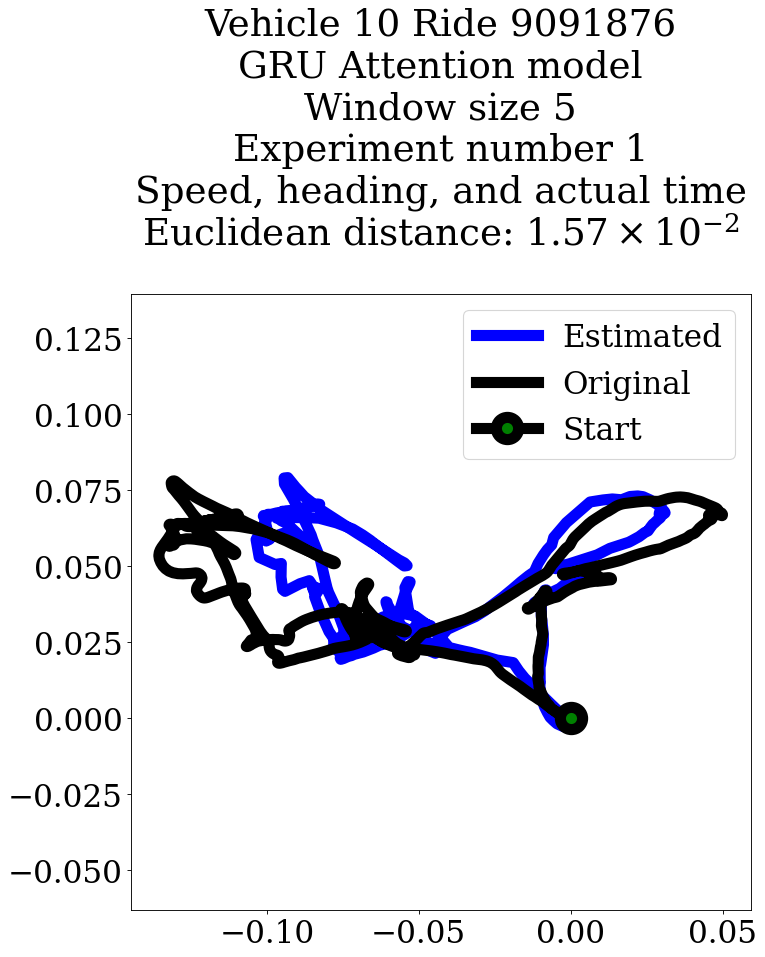 Vehicle 10 Ride 9091876
GRU Attention model
Window size 5
Experiment number 1
Speed, heading, and actual time
Euclidean distance: 1.57 × 10⁻²
Estimated
Original
Start
0.125
0.100
0.075
0.050
0.025
0.000
−0.025
−0.050
−0.10 −0.05 0.00 0.05